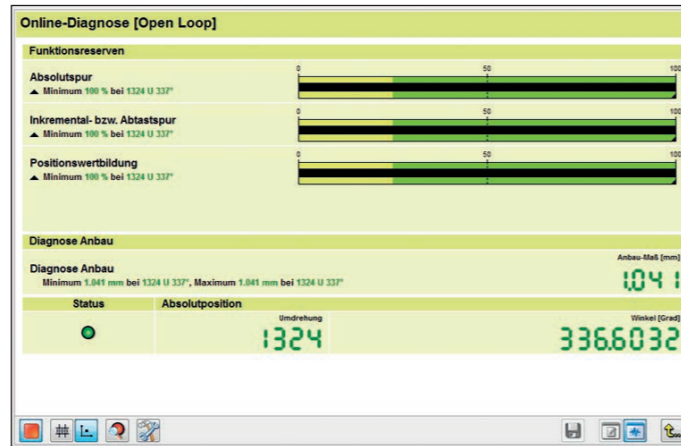 Online-Diagnose [Open Loop]
Funktionsreserven
Absolutspur
Minimum 100 % bei 1324 U 337°
0 50 100
Inkremental- bzw. Abtastspur
Minimum 100 % bei 1324 U 337°
0 50 100
Positionswertbildung
Minimum 100 % bei 1324 U 337°
0 50 100
Diagnose Anbau
Diagnose Anbau
Minimum 1.041 mm bei 1324 U 337°, Maximum 1.041 mm bei 1324 U 337°
Anbau-Maß [mm]
1.041
Status Absolutposition
Umdrehung
1324
Winkel [Grad]
336.6032